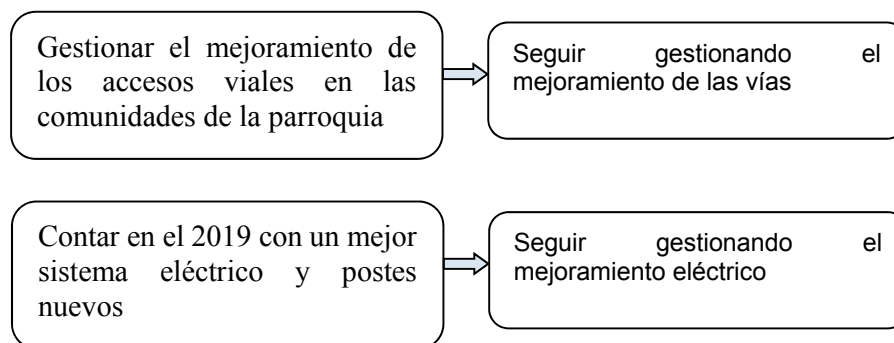 Gestionar el mejoramiento de
los accesos viales en las
comunidades de la parroquia
Seguir gestionando el
mejoramiento de las vías
Contar en el 2019 con un mejor
sistema eléctrico y postes
nuevos
Seguir gestionando el
mejoramiento eléctrico